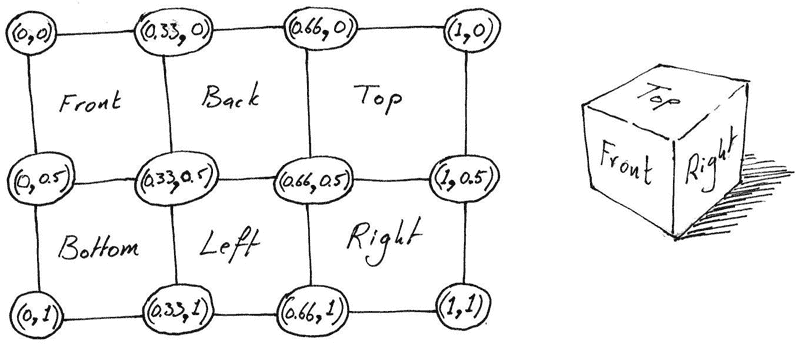 (0,0) (0.33,0) (0.66,0) (1,0)
Front Back Top
(0,0.5) (0.33,0.5) (0.66,0.5) (1,0.5)
Bottom Left Right
(0,1) (0.33,1) (0.66,1) (1,1)
Top
Front Right